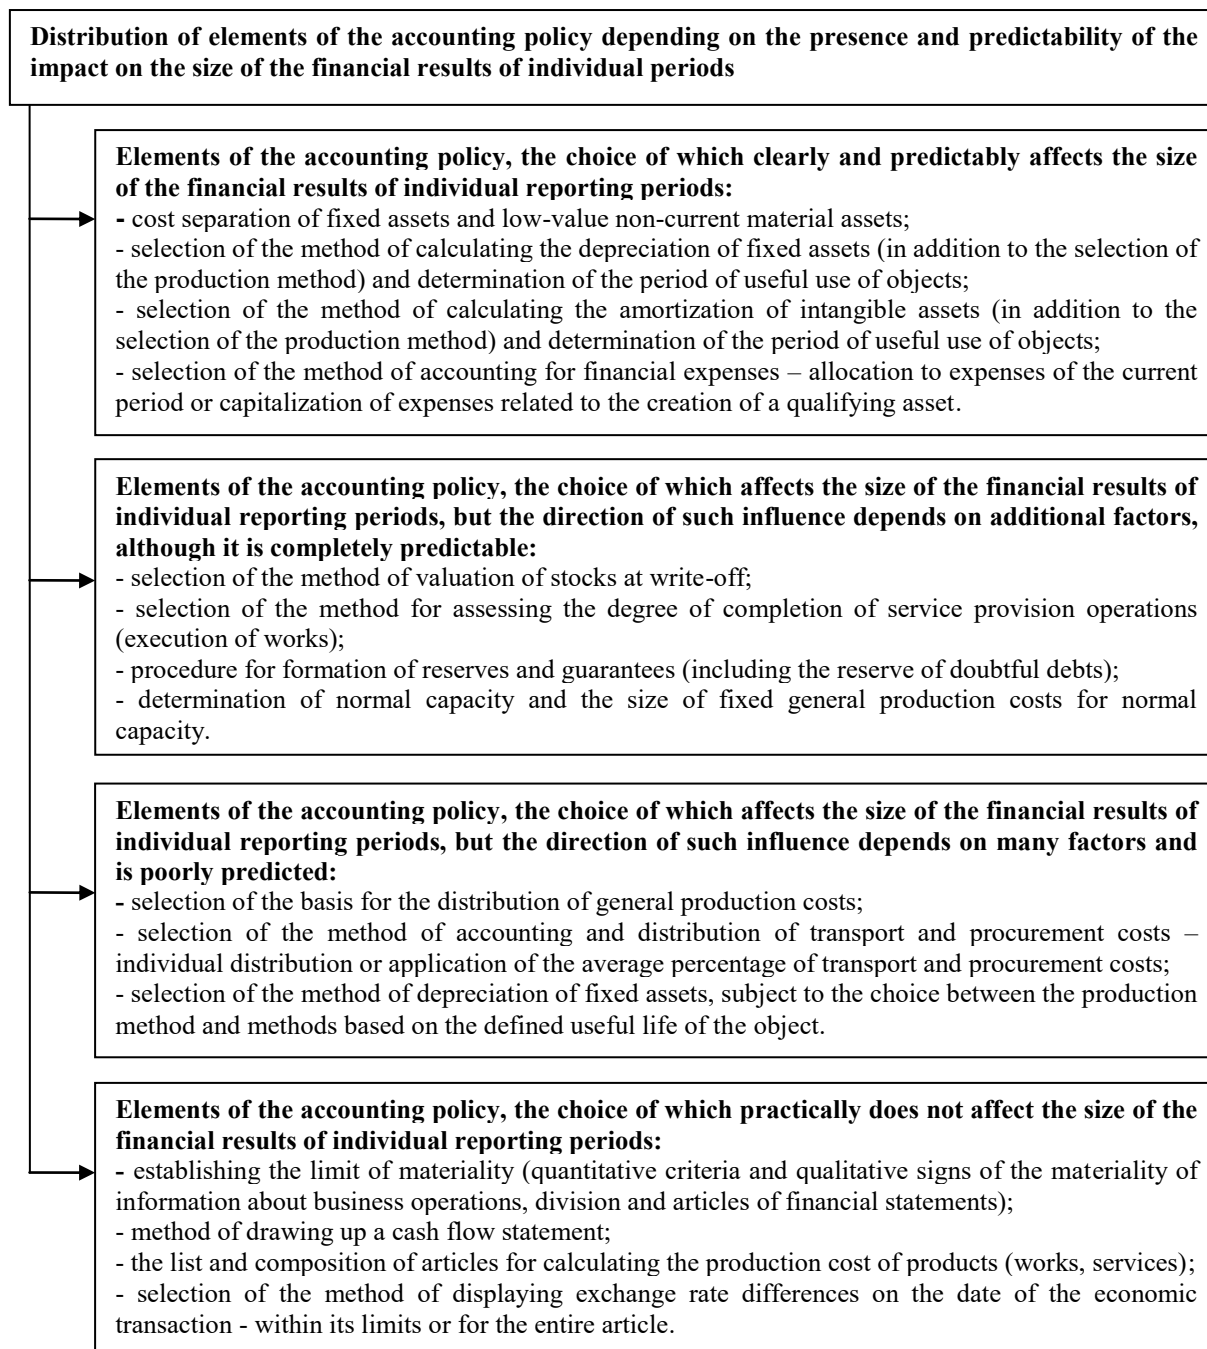 Distribution of elements of the accounting policy depending on the presence and predictability of the
impact on the size of the financial results of individual periods
Elements of the accounting policy, the choice of which clearly and predictably affects the size
of the financial results of individual reporting periods:
- cost separation of fixed assets and low-value non-current material assets;
- selection of the method of calculating the depreciation of fixed assets (in addition to the selection of
the production method) and determination of the period of useful use of objects;
- selection of the method of calculating the amortization of intangible assets (in addition to the
selection of the production method) and determination of the period of useful use of objects;
- selection of the method of accounting for financial expenses – allocation to expenses of the current
period or capitalization of expenses related to the creation of a qualifying asset.
Elements of the accounting policy, the choice of which affects the size of the financial results of
individual reporting periods, but the direction of such influence depends on additional factors,
although it is completely predictable:
- selection of the method of valuation of stocks at write-off;
- selection of the method for assessing the degree of completion of service provision operations
(execution of works);
- procedure for formation of reserves and guarantees (including the reserve of doubtful debts);
- determination of normal capacity and the size of fixed general production costs for normal
capacity.
Elements of the accounting policy, the choice of which affects the size of the financial results of
individual reporting periods, but the direction of such influence depends on many factors and
is poorly predicted:
- selection of the basis for the distribution of general production costs;
- selection of the method of accounting and distribution of transport and procurement costs –
individual distribution or application of the average percentage of transport and procurement costs;
- selection of the method of depreciation of fixed assets, subject to the choice between the production
method and methods based on the defined useful life of the object.
Elements of the accounting policy, the choice of which practically does not affect the size of the
financial results of individual reporting periods:
- establishing the limit of materiality (quantitative criteria and qualitative signs of the materiality of
information about business operations, division and articles of financial statements);
- method of drawing up a cash flow statement;
- the list and composition of articles for calculating the production cost of products (works, services);
- selection of the method of displaying exchange rate differences on the date of the economic
transaction - within its limits or for the entire article.